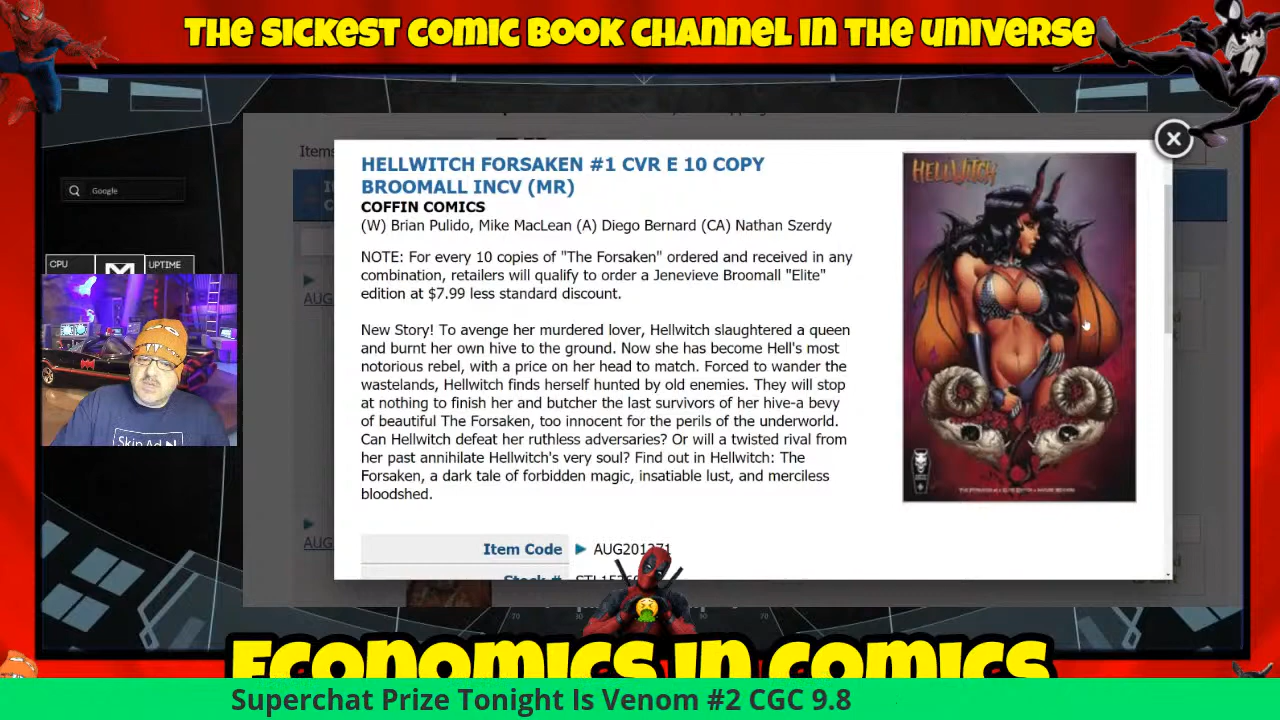 THE SICKEST COMIC BOOK CHANNEL IN THE UNIVERSE
Items
Google
CPU
UPTIME
HELLWITCH FORSAKEN #1 CVR E 10 COPY
BROOMALL INCV (MR)
COFFIN COMICS
(W) Brian Pulido, Mike MacLean (A) Diego Bernard (CA) Nathan Szerdy
NOTE: For every 10 copies of "The Forsaken" ordered and received in any
combination, retailers will qualify to order a Jenevieve Broomall "Elite"
edition at $7.99 less standard discount.
New Story! To avenge her murdered lover, Hellwitch slaughtered a queen
and burnt her own hive to the ground. Now she has become Hell's most
notorious rebel, with a price on her head to match. Forced to wander the
wastelands, Hellwitch finds herself hunted by old enemies. They will stop
at nothing to finish her and butcher the last survivors of her hive-a bevy
of beautiful The Forsaken, too innocent for the perils of the underworld.
Can Hellwitch defeat her ruthless adversaries? Or will a twisted rival from
her past annihilate Hellwitch's very soul? Find out in Hellwitch: The
Forsaken, a dark tale of forbidden magic, insatiable lust, and merciless
bloodshed.
Item Code
AUG201371
Stock #
HELLWITCH
AUG
AUG
Skip Ad
ECONOMICS IN COMICS
Superchat Prize Tonight Is Venom #2 CGC 9.8